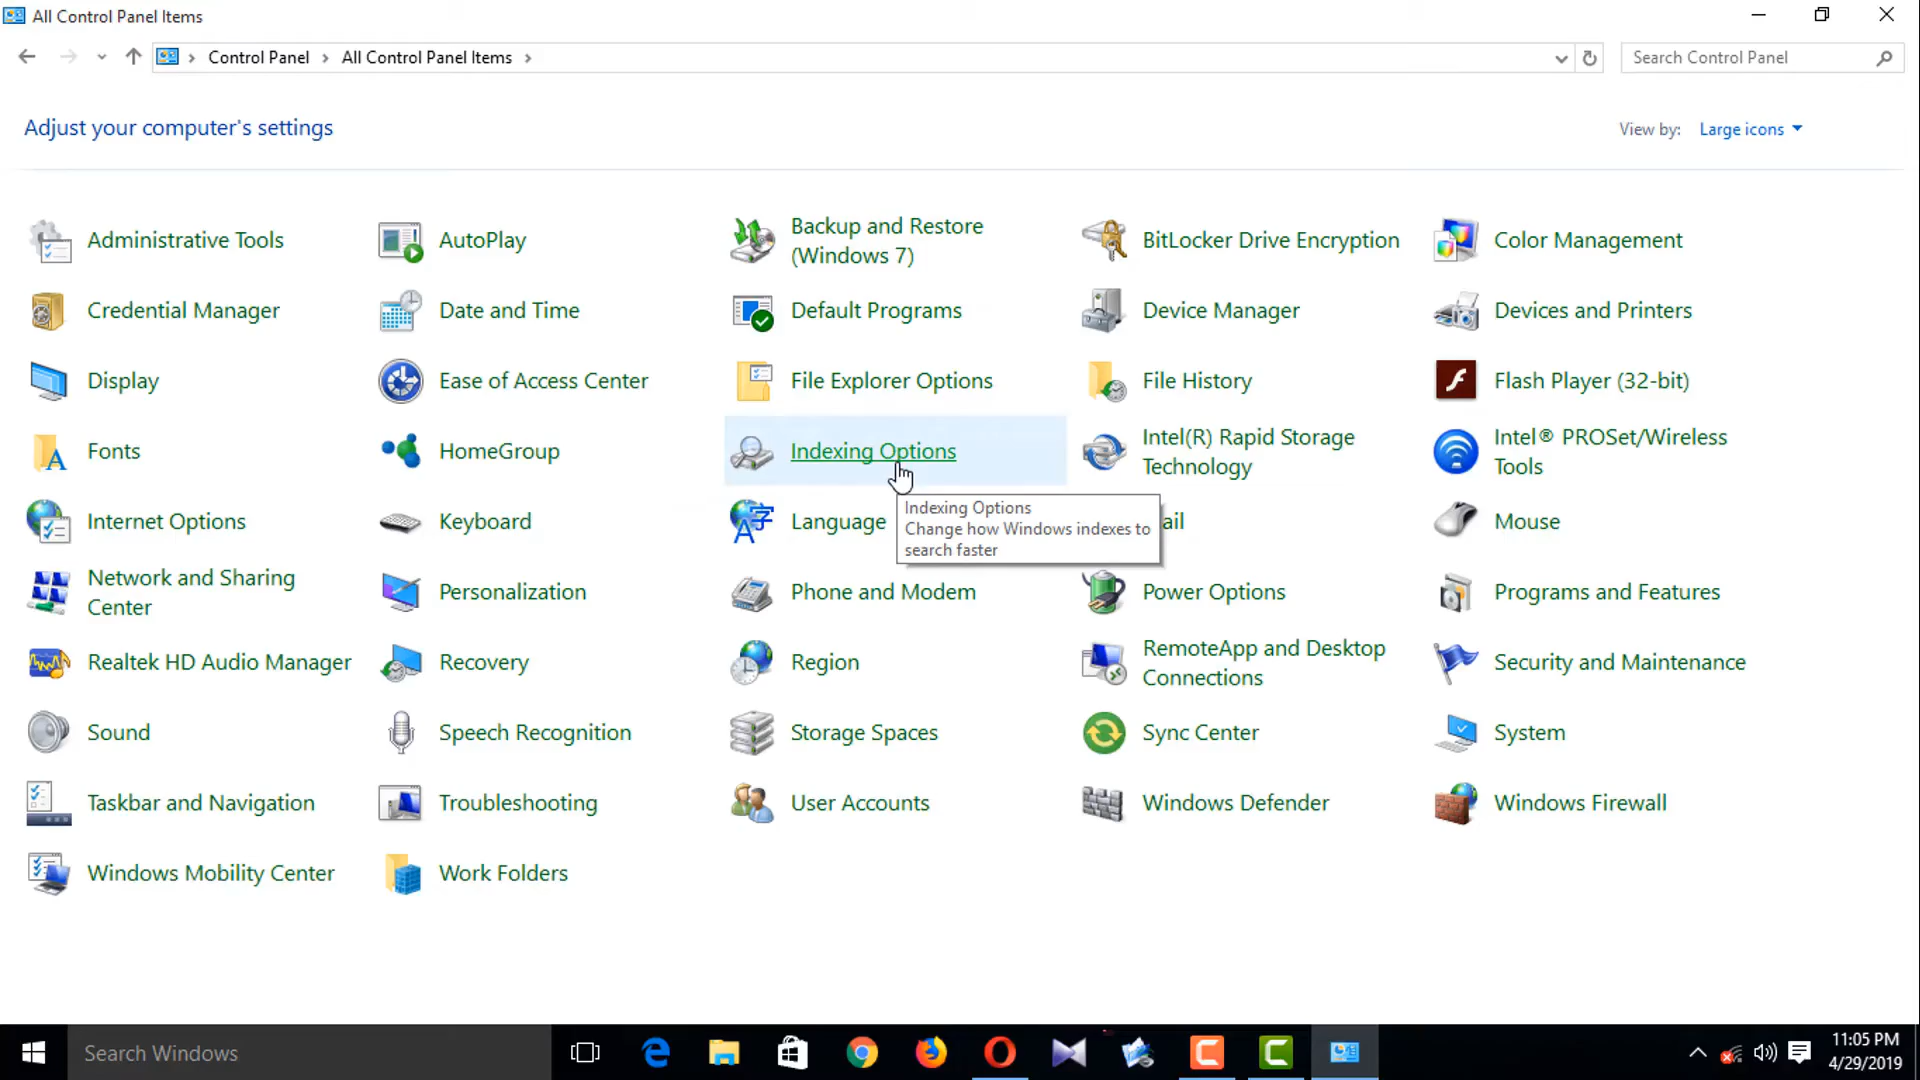 All Control Panel Items
Control Panel
All Control Panel Items
Search Control Panel
Adjust your computer's settings
View by:
Large icons
Administrative Tools
AutoPlay
Backup and Restore
(Windows 7)
BitLocker Drive Encryption
Color Management
Credential Manager
Date and Time
Default Programs
Device Manager
Devices and Printers
Display
Ease of Access Center
File Explorer Options
File History
Flash Player (32-bit)
Fonts
HomeGroup
Indexing Options
Intel(R) Rapid Storage
Technology
Intel® PROSet/Wireless
Tools
Internet Options
Keyboard
Language
Indexing Options
Change how Windows indexes to
search faster
ail
Mouse
Network and Sharing
Center
Personalization
Phone and Modem
Power Options
Programs and Features
Realtek HD Audio Manager
Recovery
Region
RemoteApp and Desktop
Connections
Security and Maintenance
Sound
Speech Recognition
Storage Spaces
Sync Center
System
Taskbar and Navigation
Troubleshooting
User Accounts
Windows Defender
Windows Firewall
Windows Mobility Center
Work Folders
Search Windows
11:05 PM
4/29/2019